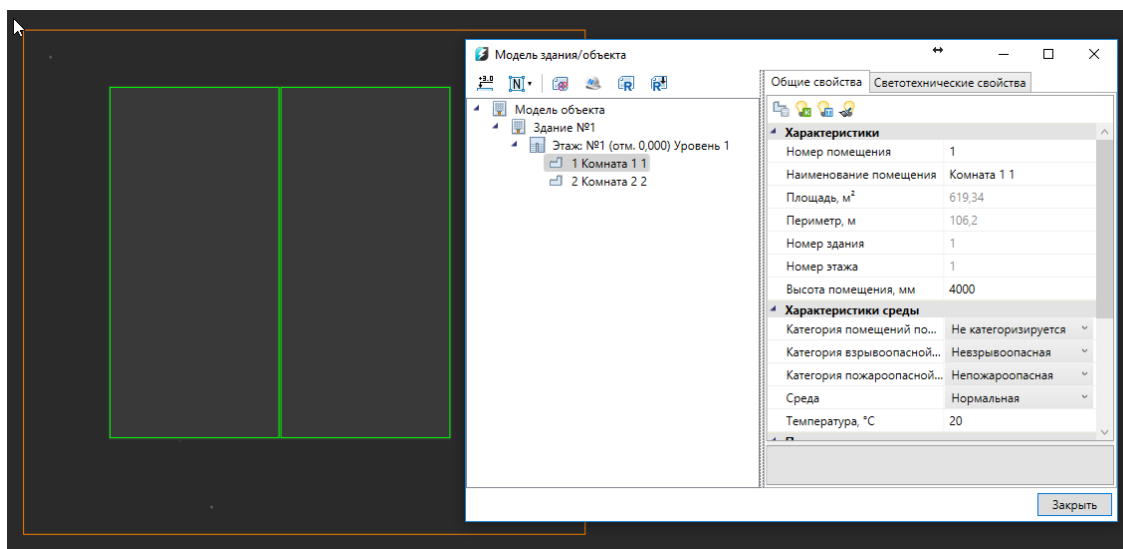 Модель здания/объекта
Общие свойства Светотехнические свойства
Модель объекта
Здание №1
Этаж: №1 (отм. 0,000) Уровень 1
1 Комната 1 1
2 Комната 2 2
Характеристики
Номер помещения 1
Наименование помещения Комната 1 1
Площадь, м² 619,34
Периметр, м 106,2
Номер здания 1
Номер этажа 1
Высота помещения, мм 4000
Характеристики среды
Категория помещений по... Не категоризируется
Категория взрывоопасной... Невзрывоопасная
Категория пожароопасной... Непожароопасная
Среда Нормальная
Температура, °C 20
Закрыть